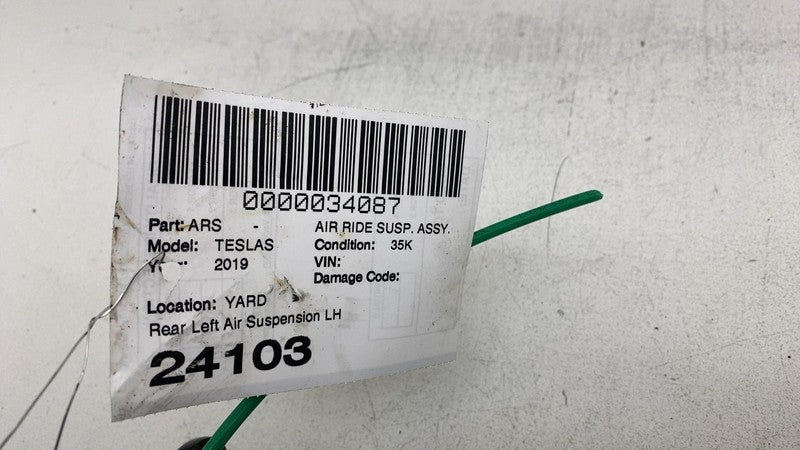 0000034087
Part: ARS - AIR RIDE SUSP. ASSY.
Model: TESLAS Condition: 35K
2019 VIN:
Damage Code:
Location: YARD
Rear Left Air Suspension LH
24103